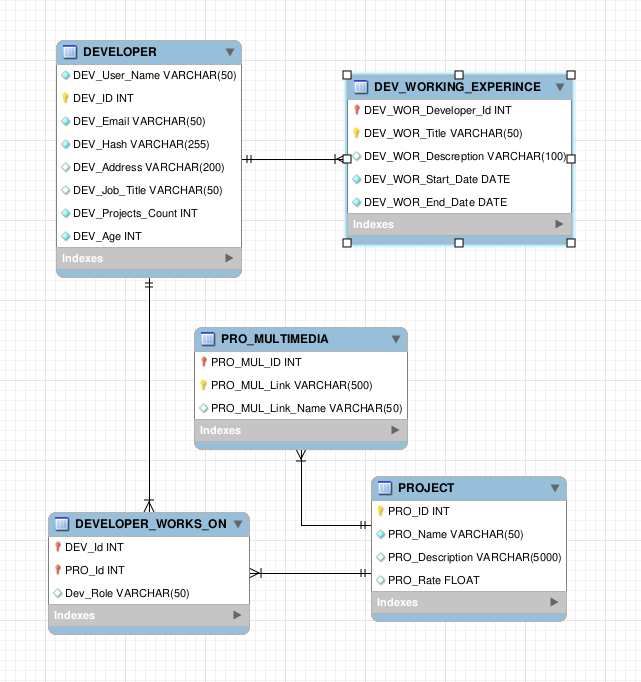 DEVELOPER
DEV_User_Name VARCHAR(50)
DEV_ID INT
DEV_Email VARCHAR(50)
DEV_Hash VARCHAR(255)
DEV_Address VARCHAR(200)
DEV_Job_Title VARCHAR(50)
DEV_Projects_Count INT
DEV_Age INT
Indexes
DEV_WORKING_EXPERINCE
DEV_WOR_Developer_Id INT
DEV_WOR_Title VARCHAR(50)
DEV_WOR_Descreption VARCHAR(100)
DEV_WOR_Start_Date DATE
DEV_WOR_End_Date DATE
Indexes
PRO_MULTIMEDIA
PRO_MUL_ID INT
PRO_MUL_Link VARCHAR(500)
PRO_MUL_Link_Name VARCHAR(50)
Indexes
PROJECT
PRO_ID INT
PRO_Name VARCHAR(50)
PRO_Description VARCHAR(5000)
PRO_Rate FLOAT
Indexes
DEVELOPER_WORKS_ON
DEV_Id INT
PRO_Id INT
Dev_Role VARCHAR(50)
Indexes